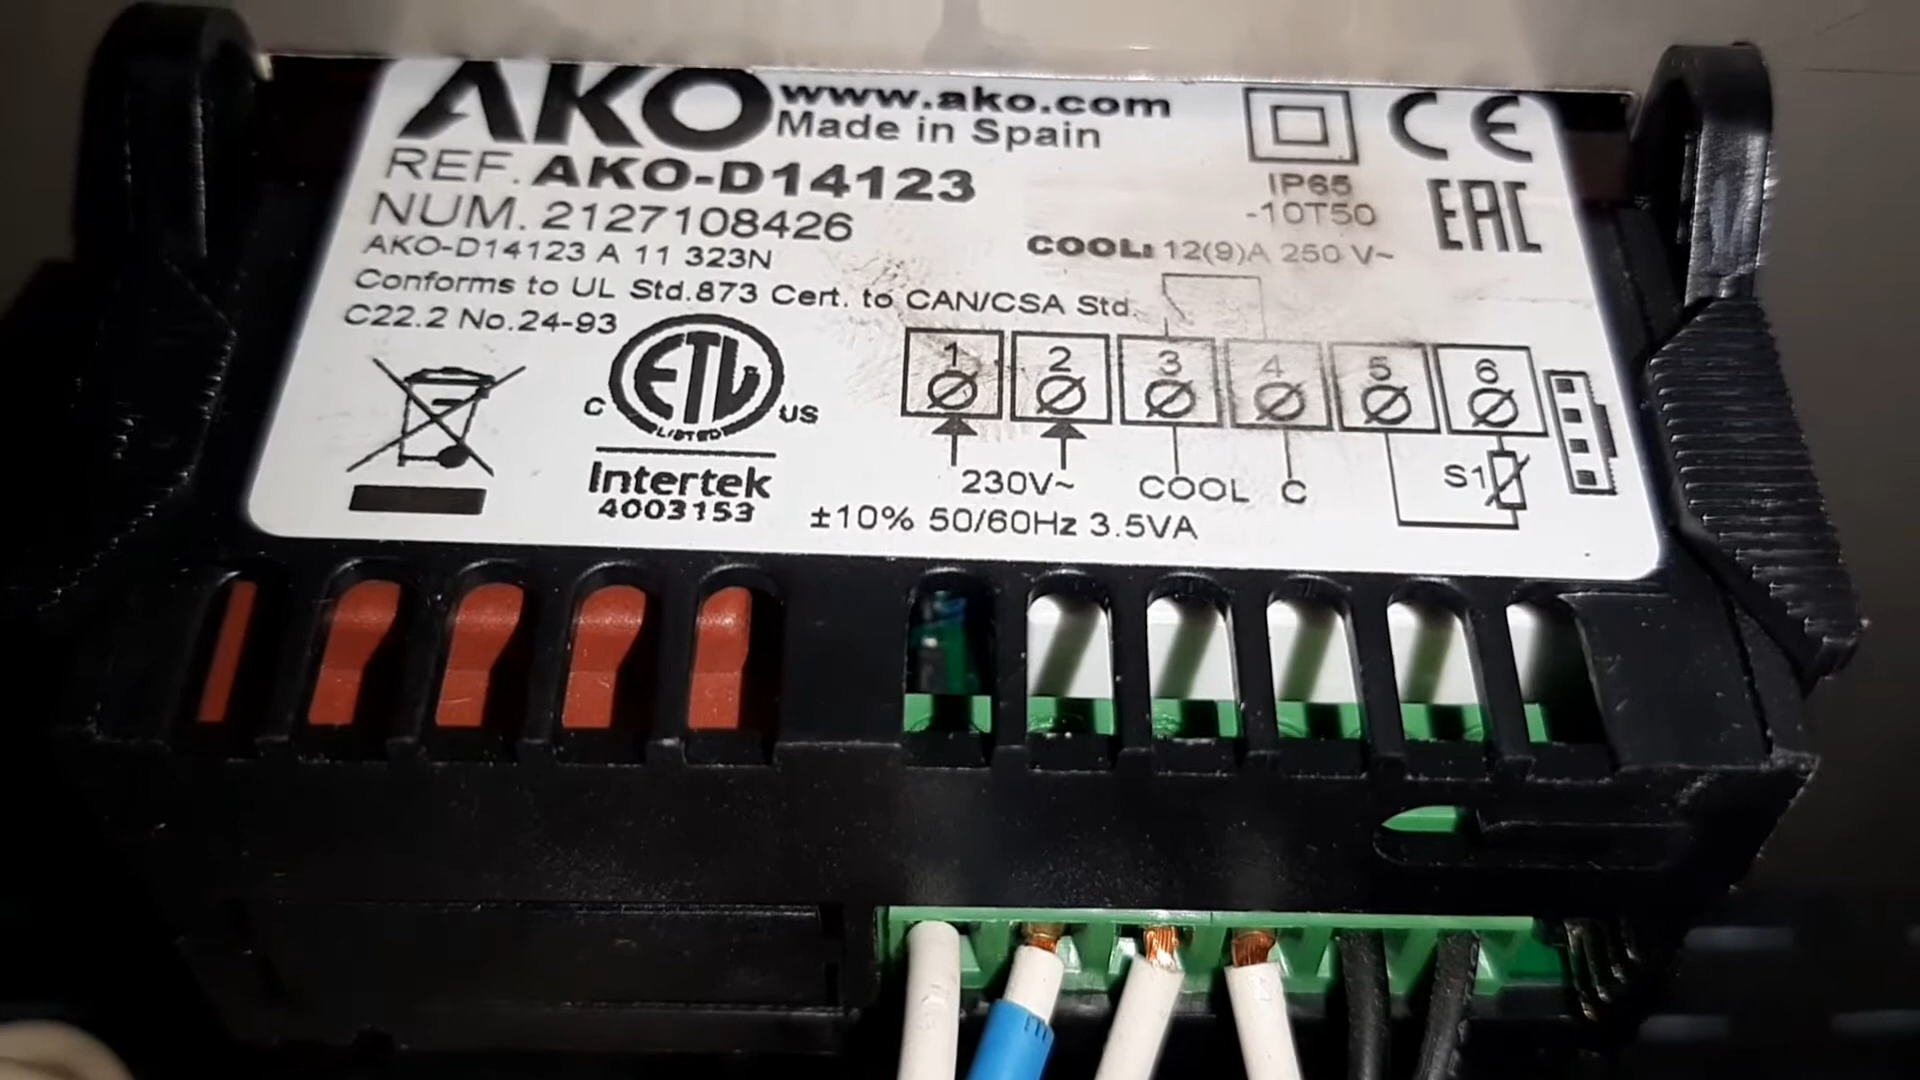 AKO www.ako.com
Made in Spain
CE
REF. AKO-D14123
IP65
-10T50
EAC
NUM. 2127108426
COOL: 12(9)A 250 V~
AKO-D14123 A 11 323N
Conforms to UL Std.873 Cert. to CAN/CSA Std.
C22.2 No.24-93
1 2 3 4 5 6
C ETL US
LISTED
Intertek
4003153
230V~ COOL C S1
±10% 50/60Hz 3.5VA